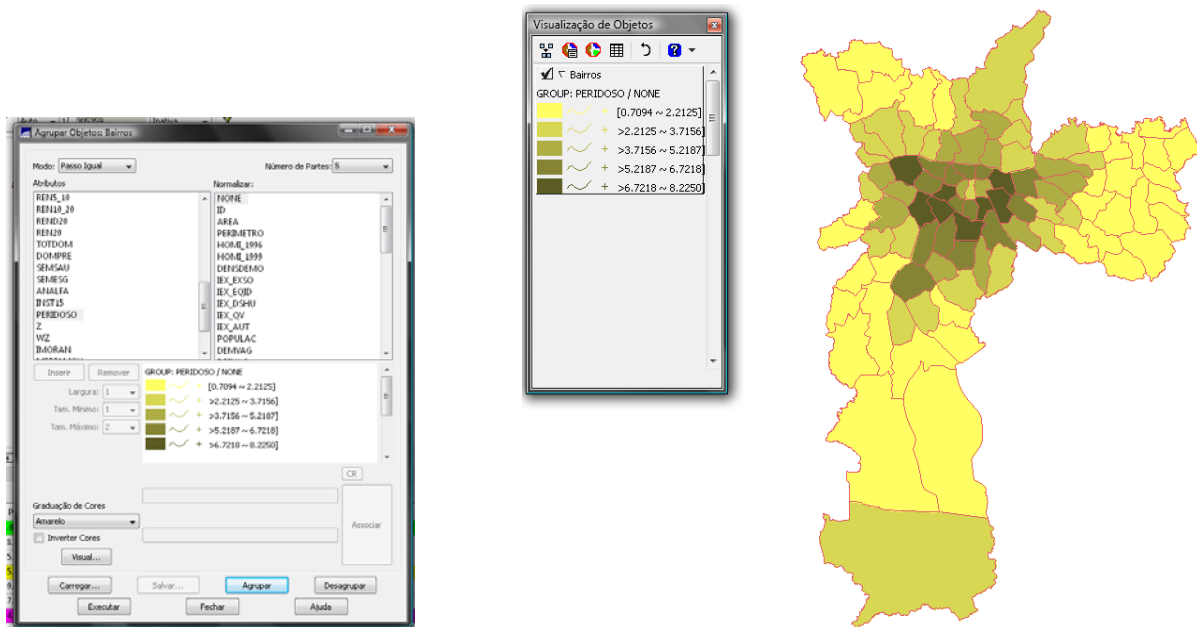 Auto 1/ 305359 Inativa
Agrupar Objetos Bairros
Modo: Passo Igual Número de Partes: 5
Atributos Normalizar:
REN5_10
REN10_20
REND20
REN20
TOTDOM
DOMPRE
SEMSAU
SEMESG
ANALFA
INST15
PERIDOSO
Z
WZ
IMORAN
NONE
ID
AREA
PERIMETRO
HOMI_1996
HOMI_1999
DENSDEMO
IEX_EXSO
IEX_EQID
IEX_DSHU
IEX_QV
IEX_AUT
POPULAC
DEMVAG
Inserir Remover
Largura: 1
Tam. Mínimo: 1
Tam. Máximo: 2
GROUP: PERIDOSO / NONE
[0.7094 ~ 2.2125]
>2.2125 ~ 3.7156]
>3.7156 ~ 5.2187]
>5.2187 ~ 6.7218]
>6.7218 ~ 8.2250]
CR
Graduação de Cores
Amarelo
Inverter Cores
Visual...
Associar
Carregar... Salvar... Agrupar Desagrupar
Executar Fechar Ajuda
Visualização de Objetos
Bairros
GROUP: PERIDOSO / NONE
[0.7094 ~ 2.2125]
>2.2125 ~ 3.7156]
>3.7156 ~ 5.2187]
>5.2187 ~ 6.7218]
>6.7218 ~ 8.2250]